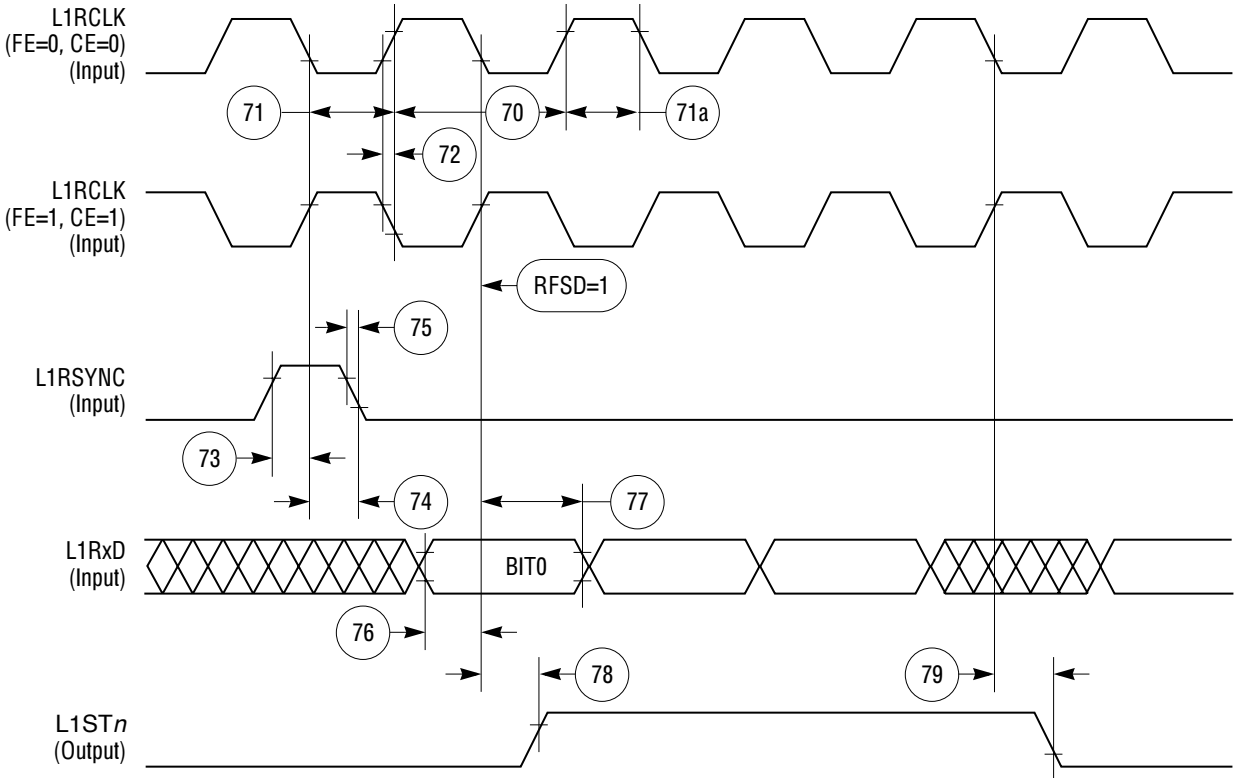 L1RCLK
(FE=0, CE=0)
(Input)
71
70
71a
72
L1RCLK
(FE=1, CE=1)
(Input)
RFSD=1
75
L1RSYNC
(Input)
73
74
77
L1RxD
(Input)
BIT0
76
78
79
L1STn
(Output)